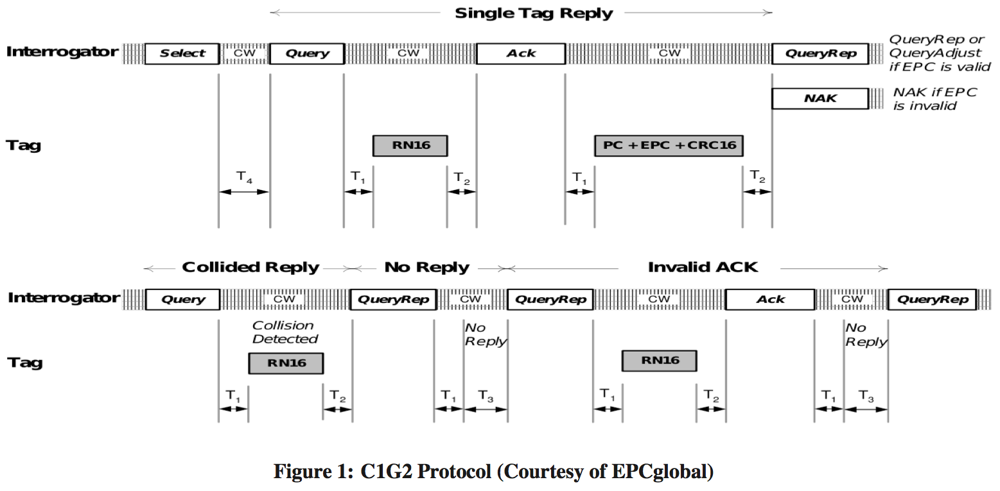 Single Tag Reply
Interrogator Select CW Query CW Ack CW QueryRep
QueryRep or
QueryAdjust
if EPC is valid
NAK
NAK if EPC
is invalid
Tag RN16 PC + EPC + CRC16
T4 T1 T2 T1 T2
Collided Reply No Reply Invalid ACK
Interrogator Query CW QueryRep CW QueryRep CW Ack CW QueryRep
Collision
Detected
No
Reply
No
Reply
Tag RN16 RN16
T1 T2 T1 T3 T1 T2 T1 T3
Figure 1: C1G2 Protocol (Courtesy of EPCglobal)